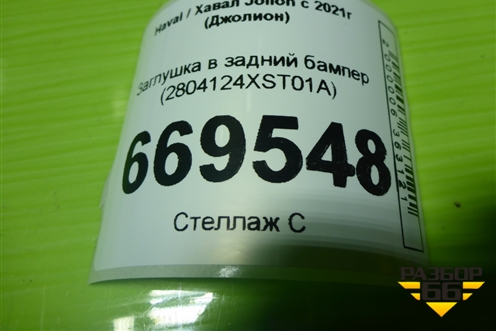 Haval / Хавал Jolion с 2021г
(Джолион)
Заглушка в задний бампер
(2804124XST01A)
669548
Стеллаж С
РАЗБОР
66